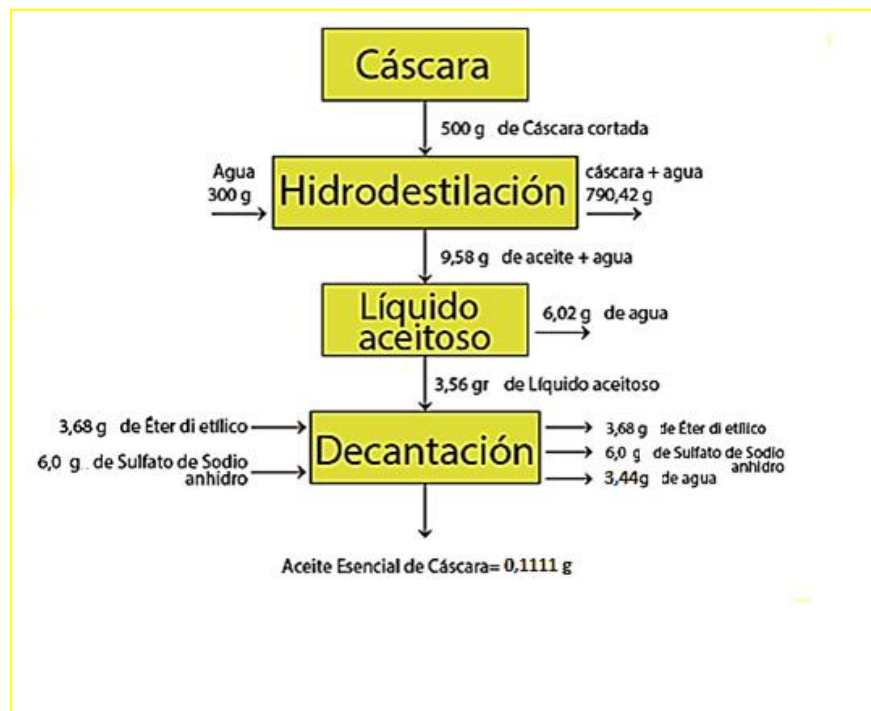 Cáscara
500 g . de Cáscara cortada
Agua
300 g
Hidrodestilación
cáscara + agua
790,42 g
9,58 g de aceite + agua
Líquido
aceitoso
6,02 g de agua
3,56 gr de Líquido aceitoso
3,68 g de Éter di etílico
6,0 g . de Sulfato de Sodio
anhidro
Decantación
3,68 g de Éter di etílico
6,0 g de Sulfato de Sodio
anhidro
3,44g de agua
Aceite Esencial de Cáscara= 0,1111 g